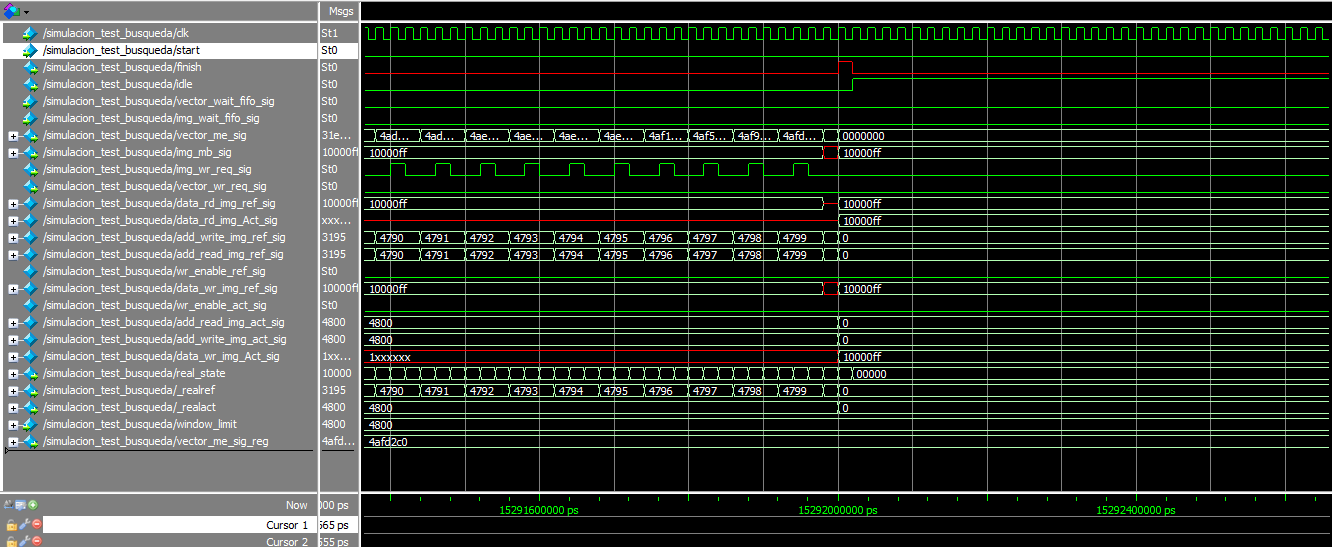 Msgs
/simulacion_test_busqueda/clk St1
/simulacion_test_busqueda/start St0
/simulacion_test_busqueda/finish St0
/simulacion_test_busqueda/idle St0
/simulacion_test_busqueda/vector_wait_fifo_sig St0
/simulacion_test_busqueda/img_wait_fifo_sig St0
/simulacion_test_busqueda/vector_me_sig 31e... 4ad... 4ad... 4ae... 4ae... 4ae... 4ae... 4af1... 4af5... 4af9... 4afd... 0000000
/simulacion_test_busqueda/img_mb_sig 10000ff 10000ff 10000ff
/simulacion_test_busqueda/img_wr_req_sig St0
/simulacion_test_busqueda/vector_wr_req_sig St0
/simulacion_test_busqueda/data_rd_img_ref_sig 10000ff 10000ff 10000ff
/simulacion_test_busqueda/data_rd_img_Act_sig xxx... 10000ff
/simulacion_test_busqueda/add_write_img_ref_sig 3195 4790 4791 4792 4793 4794 4795 4796 4797 4798 4799 0
/simulacion_test_busqueda/add_read_img_ref_sig 3195 4790 4791 4792 4793 4794 4795 4796 4797 4798 4799 0
/simulacion_test_busqueda/wr_enable_ref_sig St0
/simulacion_test_busqueda/data_wr_img_ref_sig 10000ff 10000ff 10000ff
/simulacion_test_busqueda/wr_enable_act_sig St0
/simulacion_test_busqueda/add_read_img_act_sig 4800 4800 0
/simulacion_test_busqueda/add_write_img_act_sig 4800 4800 0
/simulacion_test_busqueda/data_wr_img_Act_sig 1xx... 1xxxxxx 10000ff
/simulacion_test_busqueda/real_state 10000 00000
/simulacion_test_busqueda/_realref 3195 4790 4791 4792 4793 4794 4795 4796 4797 4798 4799 0
/simulacion_test_busqueda/_realact 4800 4800 0
/simulacion_test_busqueda/window_limit 4800 4800
/simulacion_test_busqueda/vector_me_sig_reg 4afd... 4afd2c0
Now 000 ps 15291600000 ps 15292000000 ps 15292400000 ps
Cursor 1 565 ps
Cursor 2 555 ps